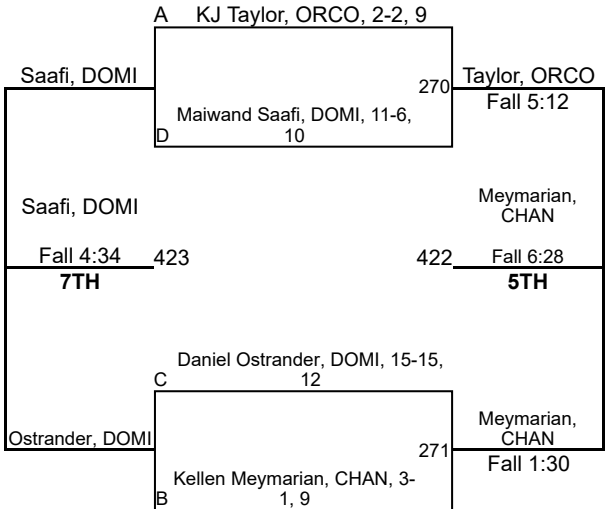 A KJ Taylor, ORCO, 2-2, 9
Saafi, DOMI
270
Taylor, ORCO
Fall 5:12
Maiwand Saafi, DOMI, 11-6,
10
D
Saafi, DOMI
Meymarian,
CHAN
Fall 4:34
423
422
Fall 6:28
7TH
5TH
Daniel Ostrander, DOMI, 15-15,
12
C
Ostrander, DOMI
Meymarian,
CHAN
271
Fall 1:30
Kellen Meymarian, CHAN, 3-
1, 9
B